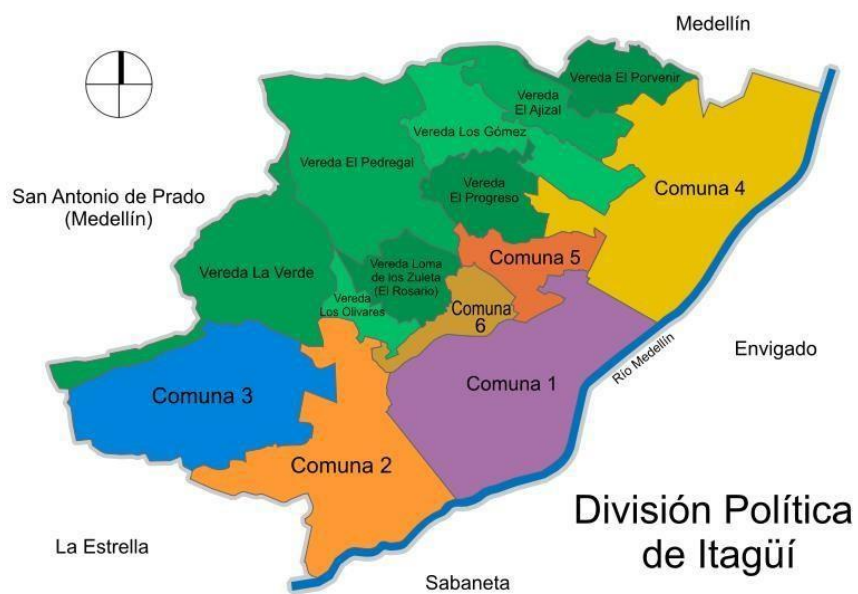 Medellín
Vereda El Porvenir
Vereda
El Ajizal
Vereda Los Gómez
Vereda El Pedregal
Vereda
El Progreso
Comuna 4
San Antonio de Prado
(Medellín)
Comuna 5
Vereda La Verde
Vereda Loma
de los Zuleta
(El Rosario)
Vereda
Los Olivares
Comuna
6
Envigado
Río Medellín
Comuna 3
Comuna 1
Comuna 2
La Estrella
Sabaneta
División Política
de Itagüí